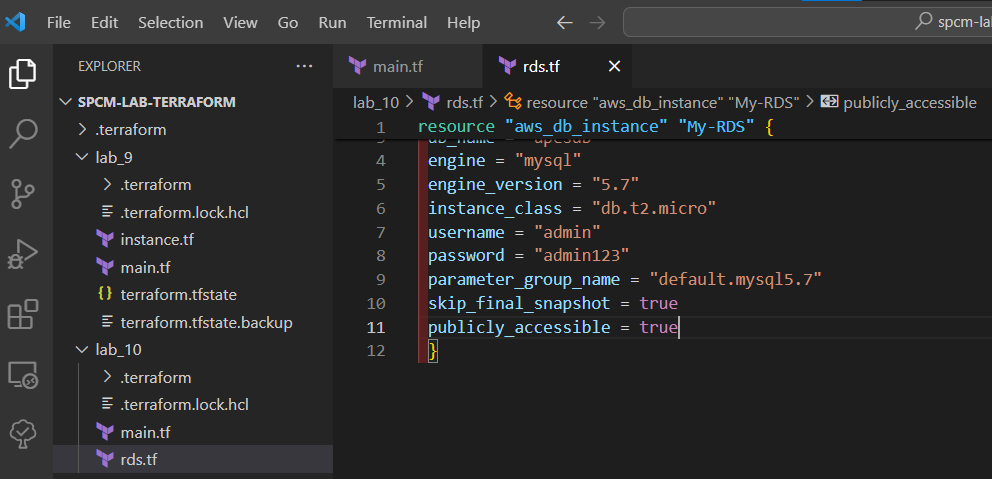 File Edit Selection View Go Run Terminal Help
spcm-la
EXPLORER
main.tf
rds.tf
SPCM-LAB-TERRAFORM
.terraform
lab_9
.terraform
.terraform.lock.hcl
instance.tf
main.tf
terraform.tfstate
terraform.tfstate.backup
lab_10
.terraform
.terraform.lock.hcl
main.tf
rds.tf
lab_10 > rds.tf > resource "aws_db_instance" "My-RDS" > publicly_accessible
1 resource "aws_db_instance" "My-RDS" {
4 engine = "mysql"
5 engine_version = "5.7"
6 instance_class = "db.t2.micro"
7 username = "admin"
8 password = "admin123"
9 parameter_group_name = "default.mysql5.7"
10 skip_final_snapshot = true
11 publicly_accessible = true
12 }